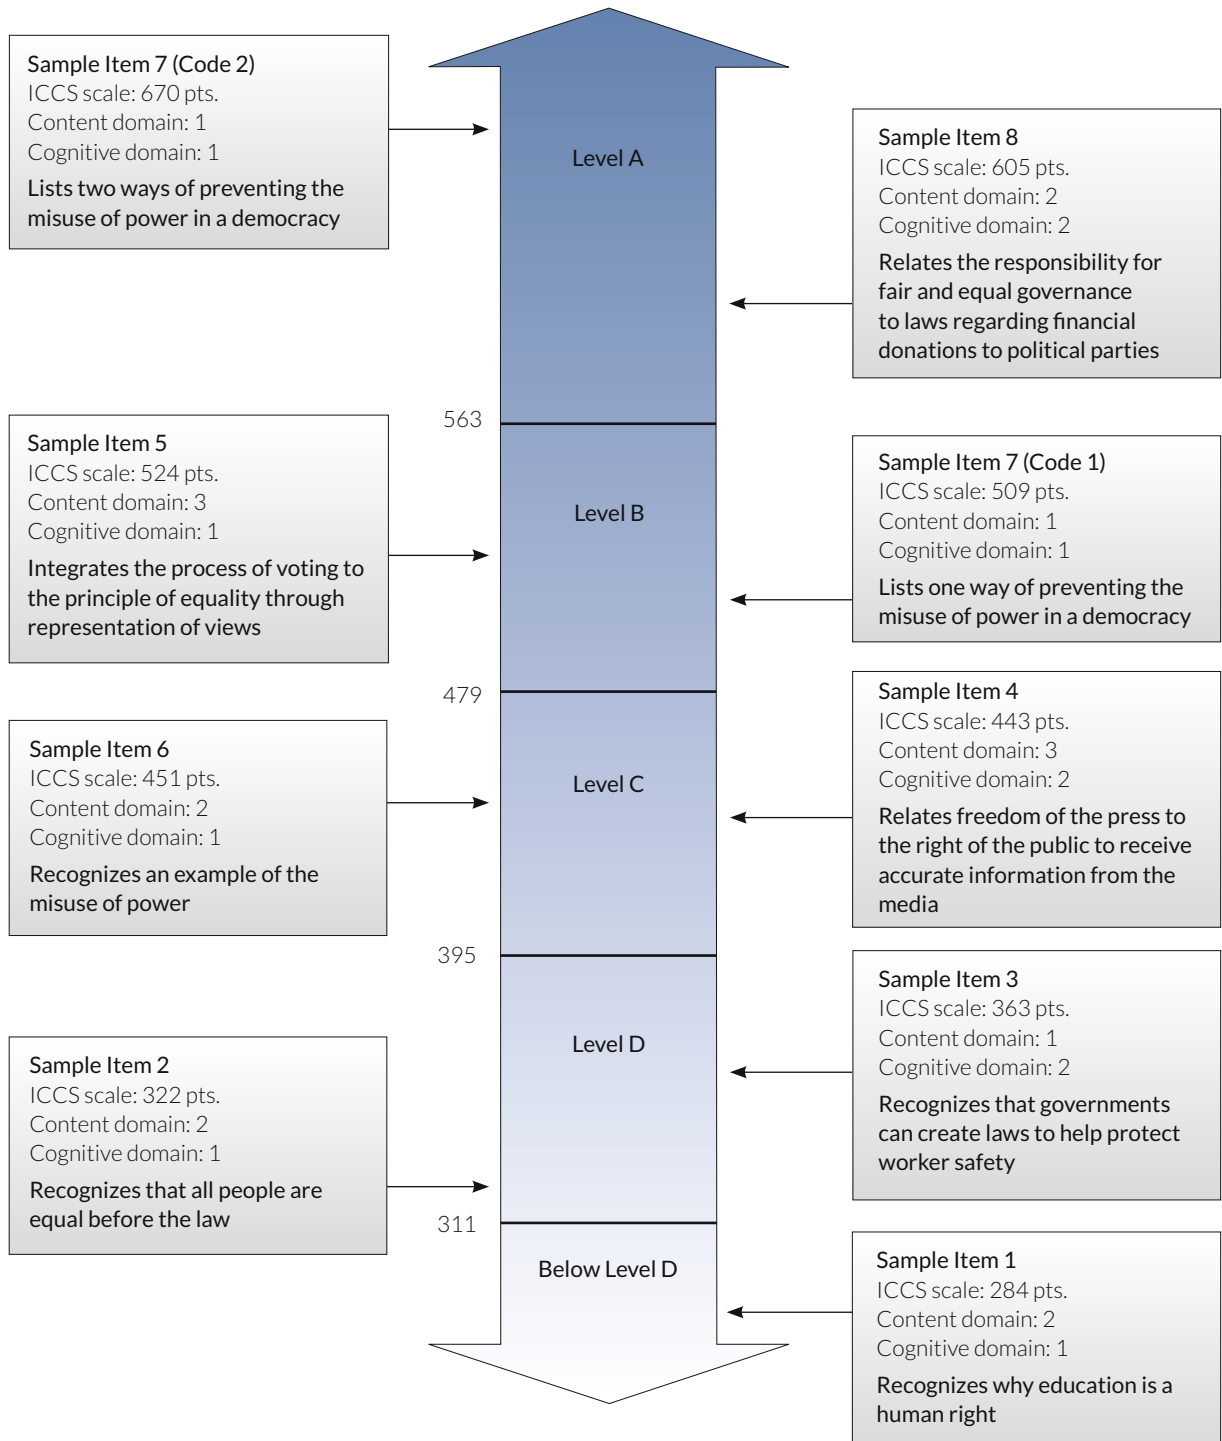 Sample Item 7 (Code 2)
ICCS scale: 670 pts.
Content domain: 1
Cognitive domain: 1
Lists two ways of preventing the
misuse of power in a democracy
Level A
Sample Item 8
ICCS scale: 605 pts.
Content domain: 2
Cognitive domain: 2
Relates the responsibility for
fair and equal governance
to laws regarding financial
donations to political parties
563
Sample Item 5
ICCS scale: 524 pts.
Content domain: 3
Cognitive domain: 1
Integrates the process of voting to
the principle of equality through
representation of views
Level B
Sample Item 7 (Code 1)
ICCS scale: 509 pts.
Content domain: 1
Cognitive domain: 1
Lists one way of preventing the
misuse of power in a democracy
479
Sample Item 6
ICCS scale: 451 pts.
Content domain: 2
Cognitive domain: 1
Recognizes an example of the
misuse of power
Level C
Sample Item 4
ICCS scale: 443 pts.
Content domain: 3
Cognitive domain: 2
Relates freedom of the press to
the right of the public to receive
accurate information from the
media
395
Level D
Sample Item 3
ICCS scale: 363 pts.
Content domain: 1
Cognitive domain: 2
Recognizes that governments
can create laws to help protect
worker safety
Sample Item 2
ICCS scale: 322 pts.
Content domain: 2
Cognitive domain: 1
Recognizes that all people are
equal before the law
311
Below Level D
Sample Item 1
ICCS scale: 284 pts.
Content domain: 2
Cognitive domain: 1
Recognizes why education is a
human right